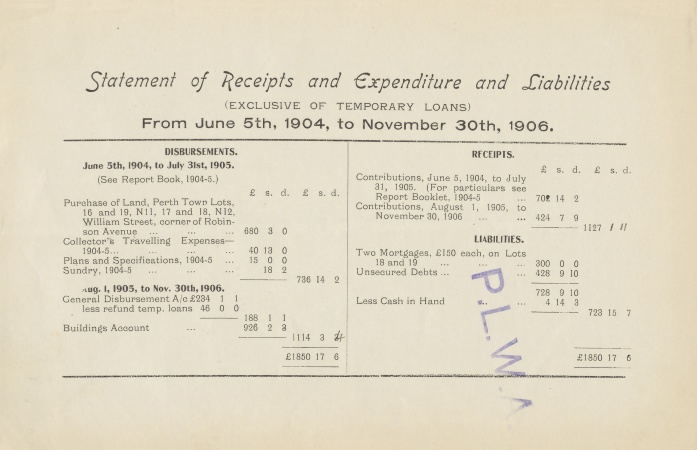 Statement of Receipts and Expenditure and Liabilities
(EXCLUSIVE OF TEMPORARY LOANS)
From June 5th, 1904, to November 30th, 1906.
DISBURSEMENTS.
June 5th, 1904, to July 31st, 1905.
(See Report Book, 1904-5.)
£ s. d. £ s. d.
Purchase of Land, Perth Town Lots,
16 and 19, N11, 17 and 18, N12,
William Street, corner of Robin-
son Avenue ... ... ... 680 3 0
Collector's Travelling Expenses—
1904-5... ... ... ... 40 13 0
Plans and Specifications, 1904-5 ... 15 0 0
Sundry, 1904-5 ... ... ... 18 2
736 14 2
Aug. 1, 1905, to Nov. 30th, 1906.
General Disbursement A/c £234 1 1
less refund temp. loans 46 0 0
188 1 1
Buildings Account ... 926 2 3
1114 3 4
£1850 17 6
RECEIPTS.
£ s. d. £ s. d.
Contributions, June 5, 1904, to July
31, 1905. (For particulars see
Report Booklet, 1904-5 ... 702 14 2
Contributions, August 1, 1905, to
November 30, 1906 ... ... 424 7 9
1127 1 11
LIABILITIES.
Two Mortgages, £150 each, on Lots
18 and 19 ... ... ... 300 0 0
Unsecured Debts ... ... ... 428 9 10
728 9 10
Less Cash in Hand ... ... 4 14 3
723 15 7
£1850 17 6
P.L.W.A